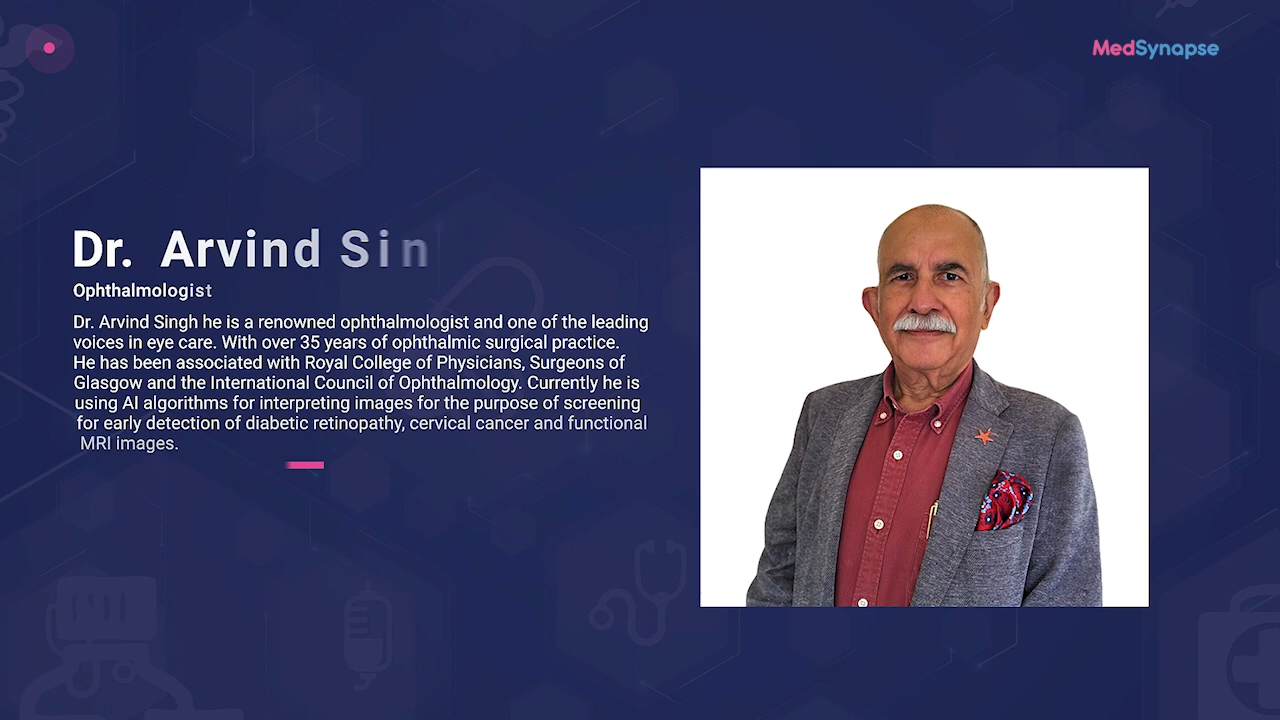 MedSynapse
Dr. Arvind Sin
Ophthalmologist
Dr. Arvind Singh he is a renowned ophthalmologist and one of the leading
voices in eye care. With over 35 years of ophthalmic surgical practice.
He has been associated with Royal College of Physicians, Surgeons of
Glasgow and the International Council of Ophthalmology. Currently he is
using AI algorithms for interpreting images for the purpose of screening
for early detection of diabetic retinopathy, cervical cancer and functional
MRI images.